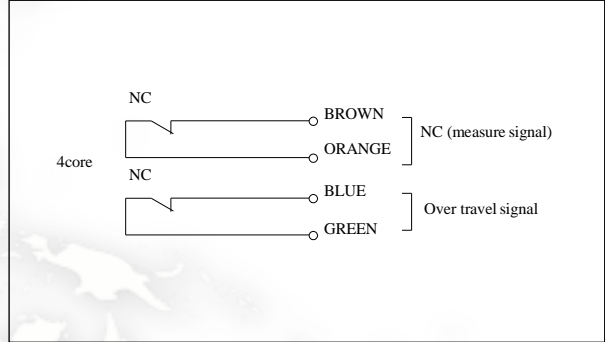 NC
BROWN
NC (measure signal)
ORANGE
4core
NC
BLUE
Over travel signal
GREEN